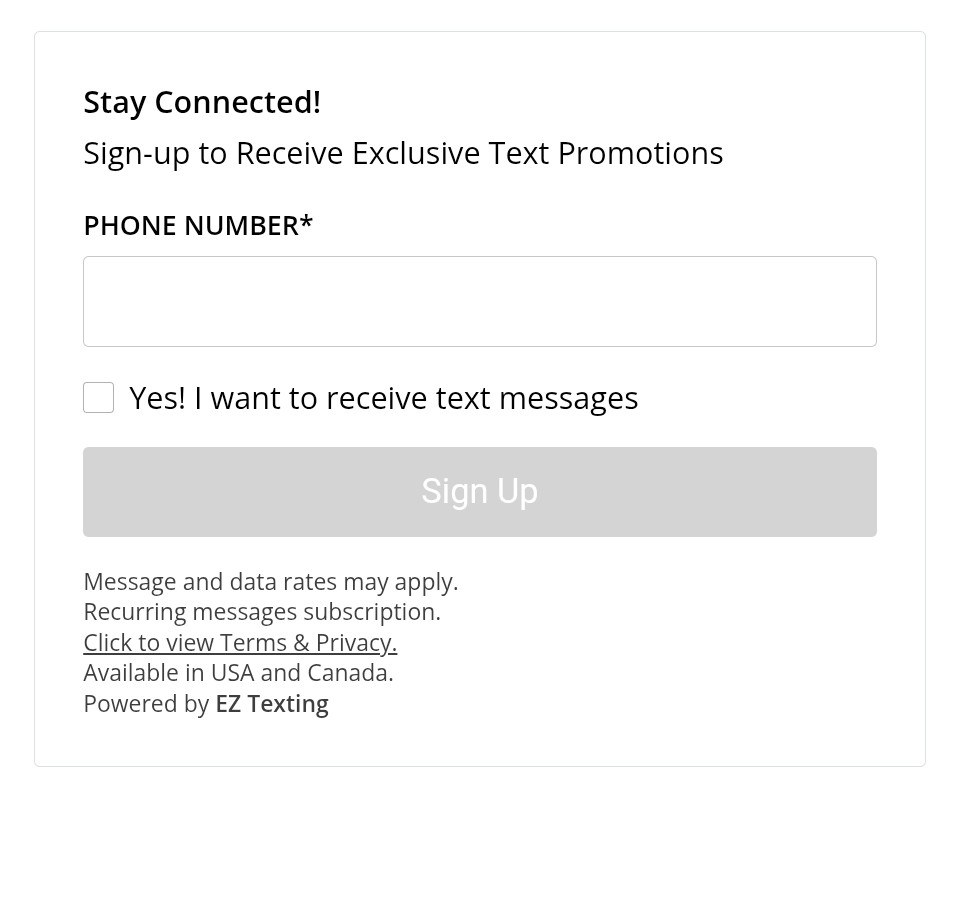 Stay Connected!
Sign-up to Receive Exclusive Text Promotions
PHONE NUMBER*
Yes! I want to receive text messages
Sign Up
Message and data rates may apply.
Recurring messages subscription.
Click to view Terms & Privacy.
Available in USA and Canada.
Powered by EZ Texting